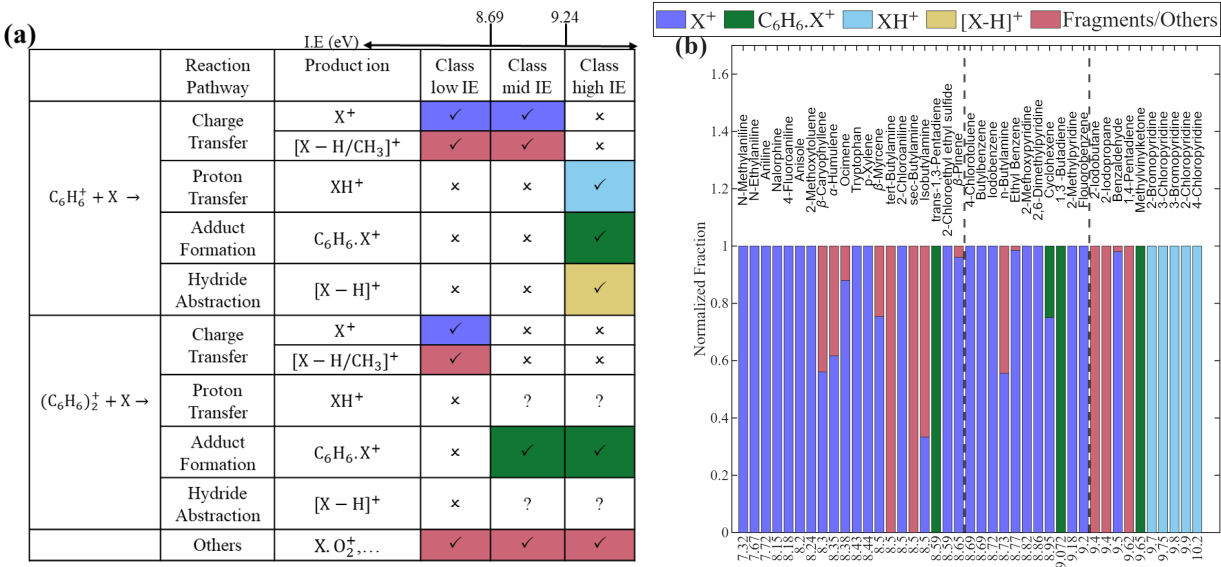 (a)
8.69 9.24
I.E (eV)
Reaction Pathway
Product ion
Class low IE
Class mid IE
Class high IE
C₆H₆⁺ + X →
Charge Transfer
X⁺ ✓ ✓ ×
[X − H/CH₃]⁺ ✓ ✓ ×
Proton Transfer
XH⁺ × × ✓
Adduct Formation
C₆H₆.X⁺ × × ✓
Hydride Abstraction
[X − H]⁺ × × ✓
(C₆H₆)₂⁺ + X →
Charge Transfer
X⁺ ✓ × ×
[X − H/CH₃]⁺ ✓ × ×
Proton Transfer
XH⁺ × ? ?
Adduct Formation
C₆H₆.X⁺ × ✓ ✓
Hydride Abstraction
[X − H]⁺ × ? ?
Others
X. O₂⁺,… ✓ ✓ ✓
X⁺ C₆H₆.X⁺ XH⁺ [X-H]⁺ Fragments/Others
(b)
Normalized Fraction
1.6
1.4
1.2
1
0.8
0.6
0.4
0.2
0
N-Methylaniline
N-Ethylaniline
Aniline
Nalorphine
4-Fluoroaniline
Anisole
2-Methoxytoluene
β-Caryophyllene
α-Humulene
Ocimene
Tryptophan
p-Xylene
β-Myrcene
tert-Butylamine
2-Chloroaniline
sec-Butylamine
Isobutylamine
trans-1,3-Pentadiene
2-Chloroethyl ethyl sulfide
β-Pinene
4-Chlorotoluene
Butylbenzene
Iodobenzene
n-Butylamine
Ethyl Benzene
2-Methoxypyridine
2,6-Dimethylpyridine
Cyclohexene
1,3 -Butadiene
2-Methylpyridine
Flourobenzene
2-Iodobutane
2-Iodopropane
Benzaldehyde
1,4-Pentadiene
Methylvinylketone
2-Bromopyridine
3-Chloropyridine
3-Bromopyridine
2-Chloropyridine
4-Chloropyridine
7.32
7.67
7.72
8.15
8.18
8.2
8.24
8.3
8.35
8.38
8.43
8.44
8.5
8.5
8.5
8.5
8.5
8.59
8.59
8.65
8.69
8.69
8.72
8.73
8.77
8.82
8.86
8.95
9.072
9.18
9.2
9.4
9.4
9.5
9.62
9.65
9.7
9.75
9.8
9.9
10.2